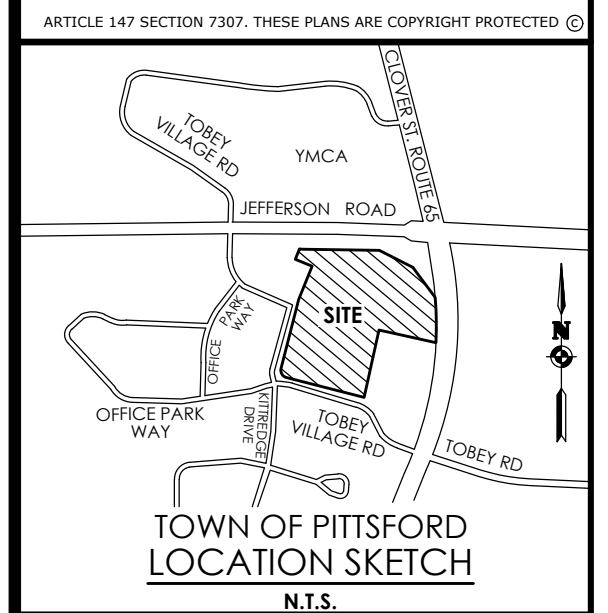 ARTICLE 147 SECTION 7307. THESE PLANS ARE COPYRIGHT PROTECTED ©
CLOVER ST. ROUTE 65
TOBEY
VILLAGE RD
YMCA
JEFFERSON ROAD
SITE
OFFICE PARK
WAY
N
OFFICE PARK
WAY
KITTREDGE
DRIVE
TOBEY
VILLAGE RD
TOBEY RD
TOWN OF PITTSFORD
LOCATION SKETCH
N.T.S.